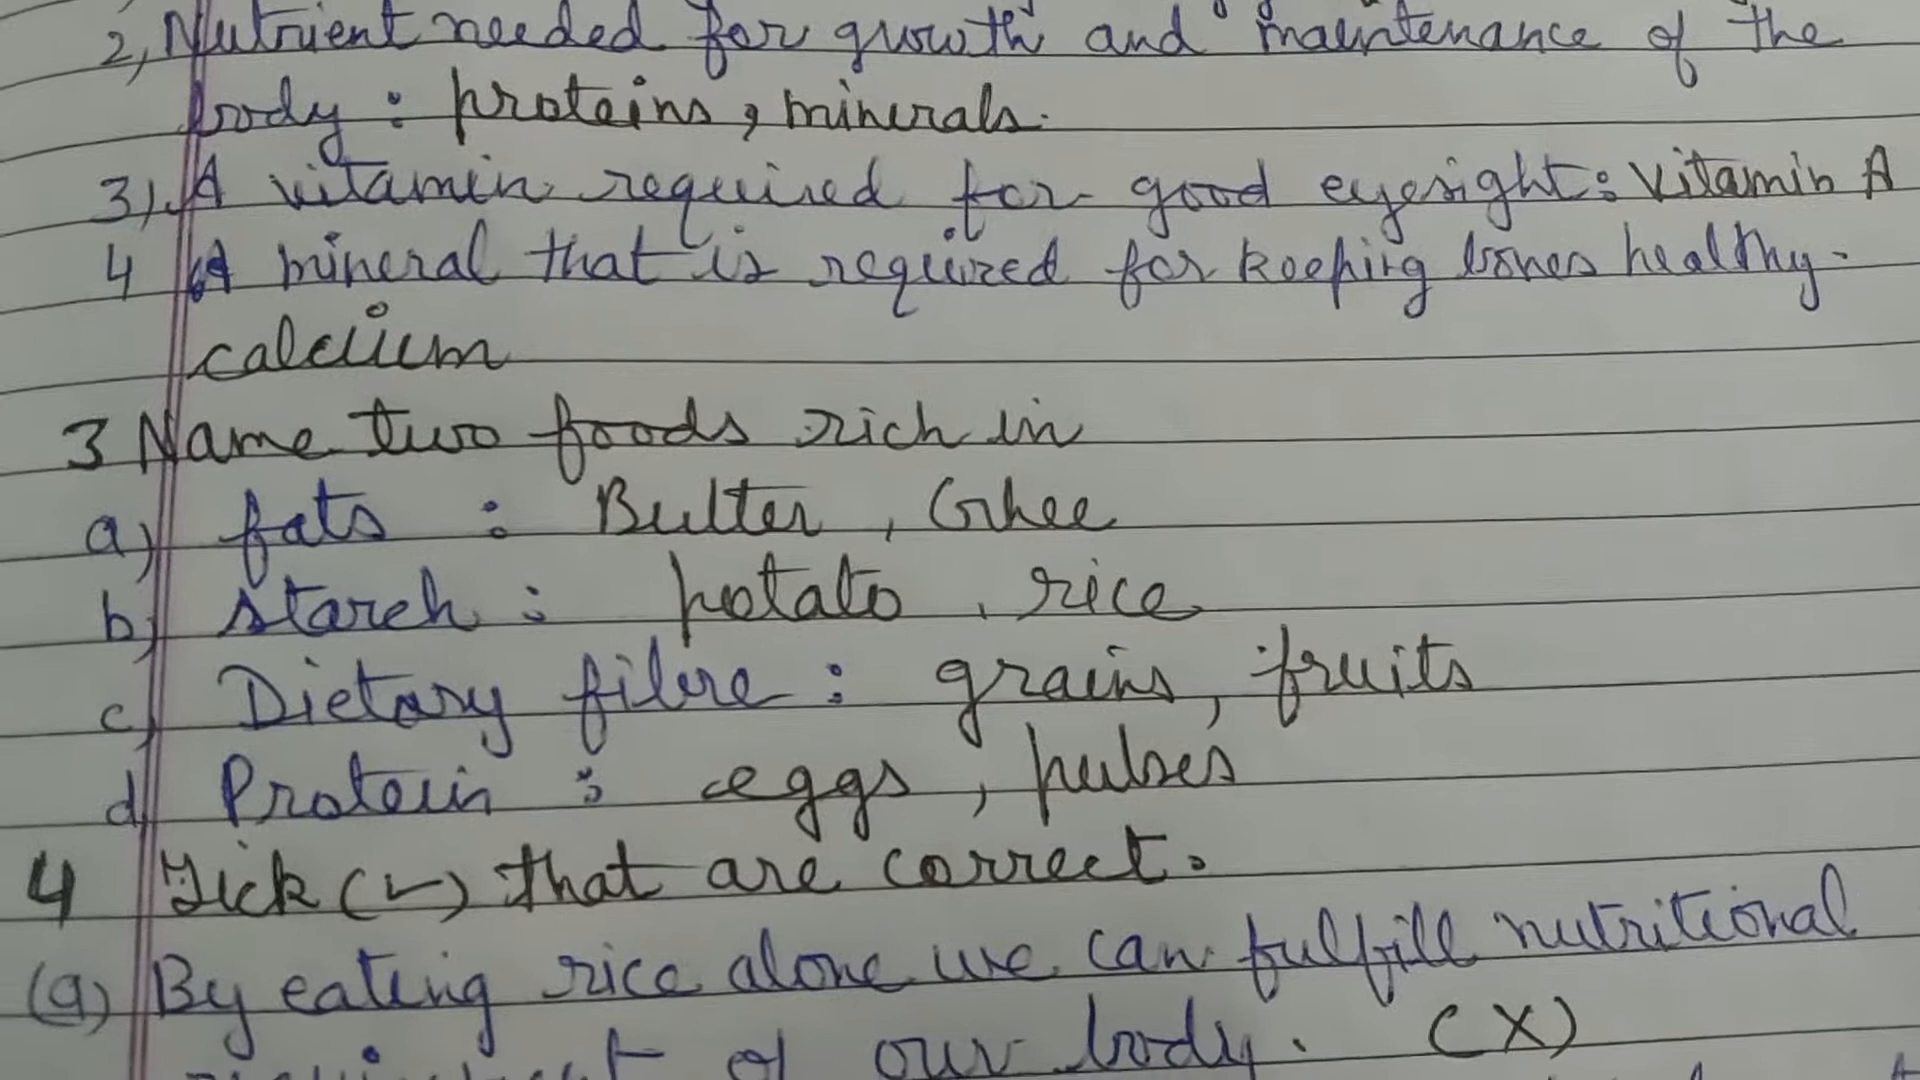 2, Nutrient needed for growth and maintenance of the
body : proteins, minerals.
3) A vitamin required for good eyesight : Vitamin A
4 A mineral that is required for keeping bones healthy-
calcium
3 Name two foods rich in
a) fats : Butter, Ghee
b) starch : potato, rice
c) Dietary fibre : grains, fruits
d) Protein : eggs, pulses
4 Tick (✓) that are correct.
(a) By eating rice alone we can fulfill nutritional
of our body. (X)